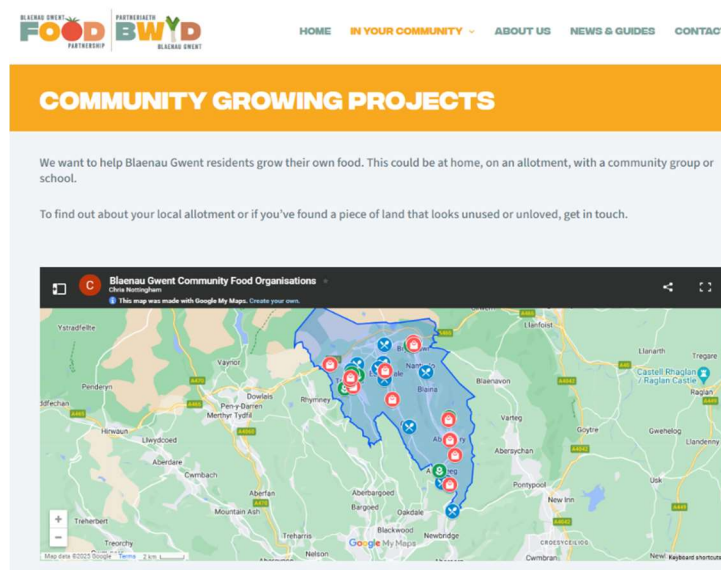 BLAENAU GWENT
FOOD
PARTNERSHIP
PARTNERIAETH
BWYD
BLAENAU GWENT
HOME IN YOUR COMMUNITY ABOUT US NEWS & GUIDES CONTACT
COMMUNITY GROWING PROJECTS
We want to help Blaenau Gwent residents grow their own food. This could be at home, on an allotment, with a community group or
school.
To find out about your local allotment or if you've found a piece of land that looks unused or unloved, get in touch.
C
Blaenau Gwent Community Food Organisations
Chris Nottingham
This map was made with Google My Maps. Create your own.
Ystradfellte
Llanfoist
Vaynor
Llanarth
Tregare
Castell Rhaglan
/ Raglan Castle
Raglan
Penderyn
Dowlais
Rhymney
Pen-y-Darren
Merthyr Tydfil
Blaina
Blaenavon
Hirwaun
Llwydcoed
Varteg
Goytre
Gwehelog
Llandenny
Abersychan
Aberdare
Cwmbach
Aberfan
Aberbargoed
Bargoed
Pontypool
Usk
New Inn
Mountain Ash
Oakdale
Treherbert
Blackwood
Newbridge
Treharris
Treorchy
Nelson
CROESYCEILIOG
Cwmbran
Google My Maps
Map data ©2025 Google Terms 2 km
Keyboard shortcuts